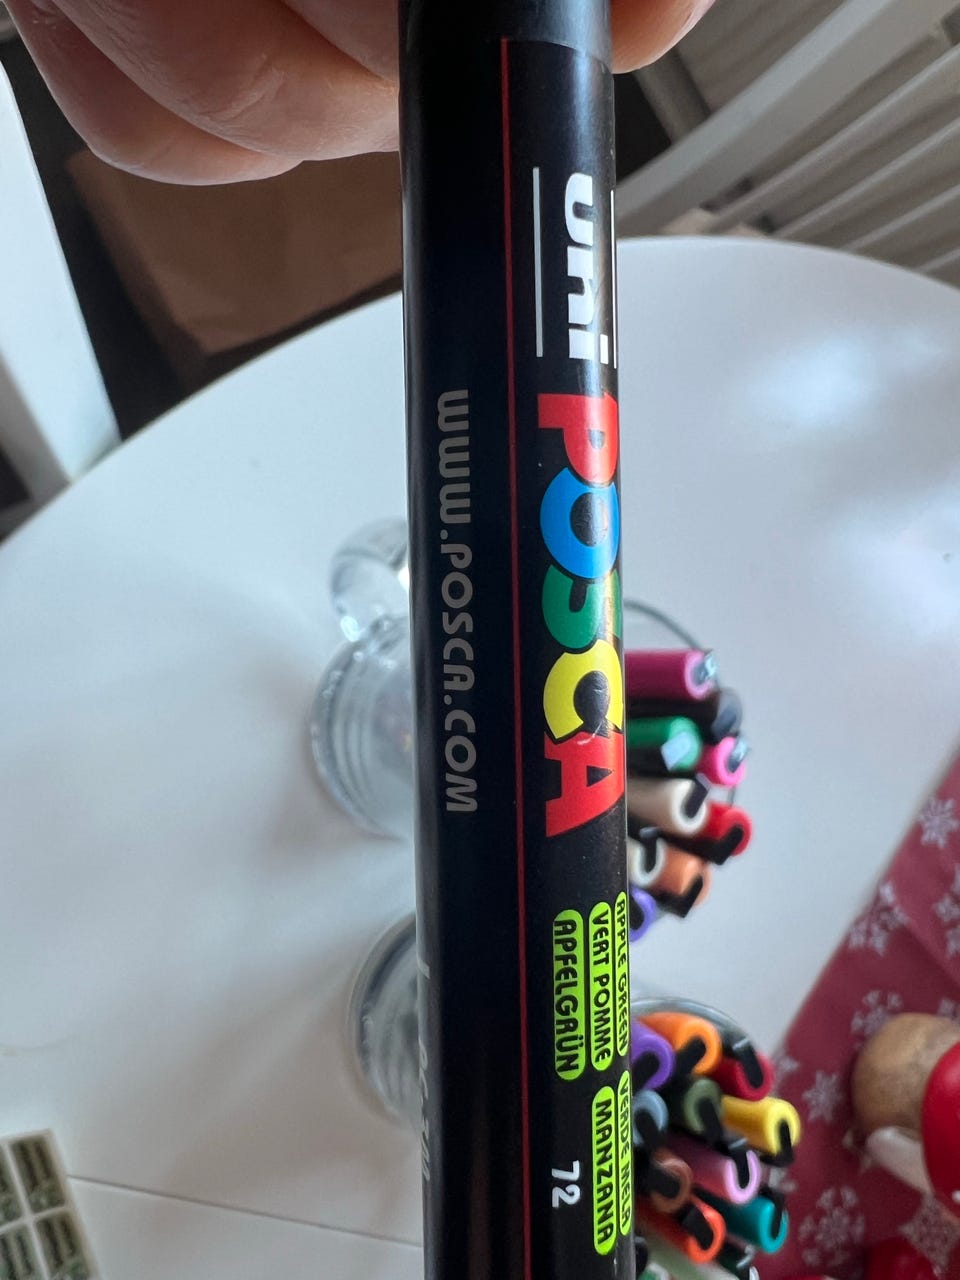 uni
POSCA
APPLE GREEN
VERT POMME
APFELGRÜN
VERDE MELA
MANZANA
72
www.POSCA.COM